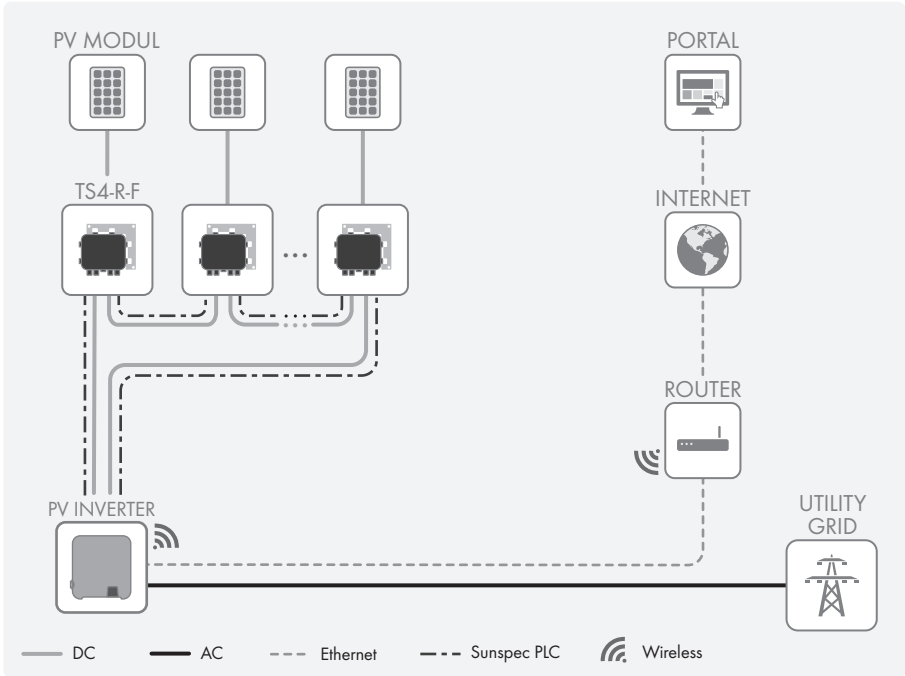 PV MODUL
PORTAL
TS4-R-F
INTERNET
ROUTER
PV INVERTER
UTILITY
GRID
DC
AC
Ethernet
Sunspec PLC
Wireless